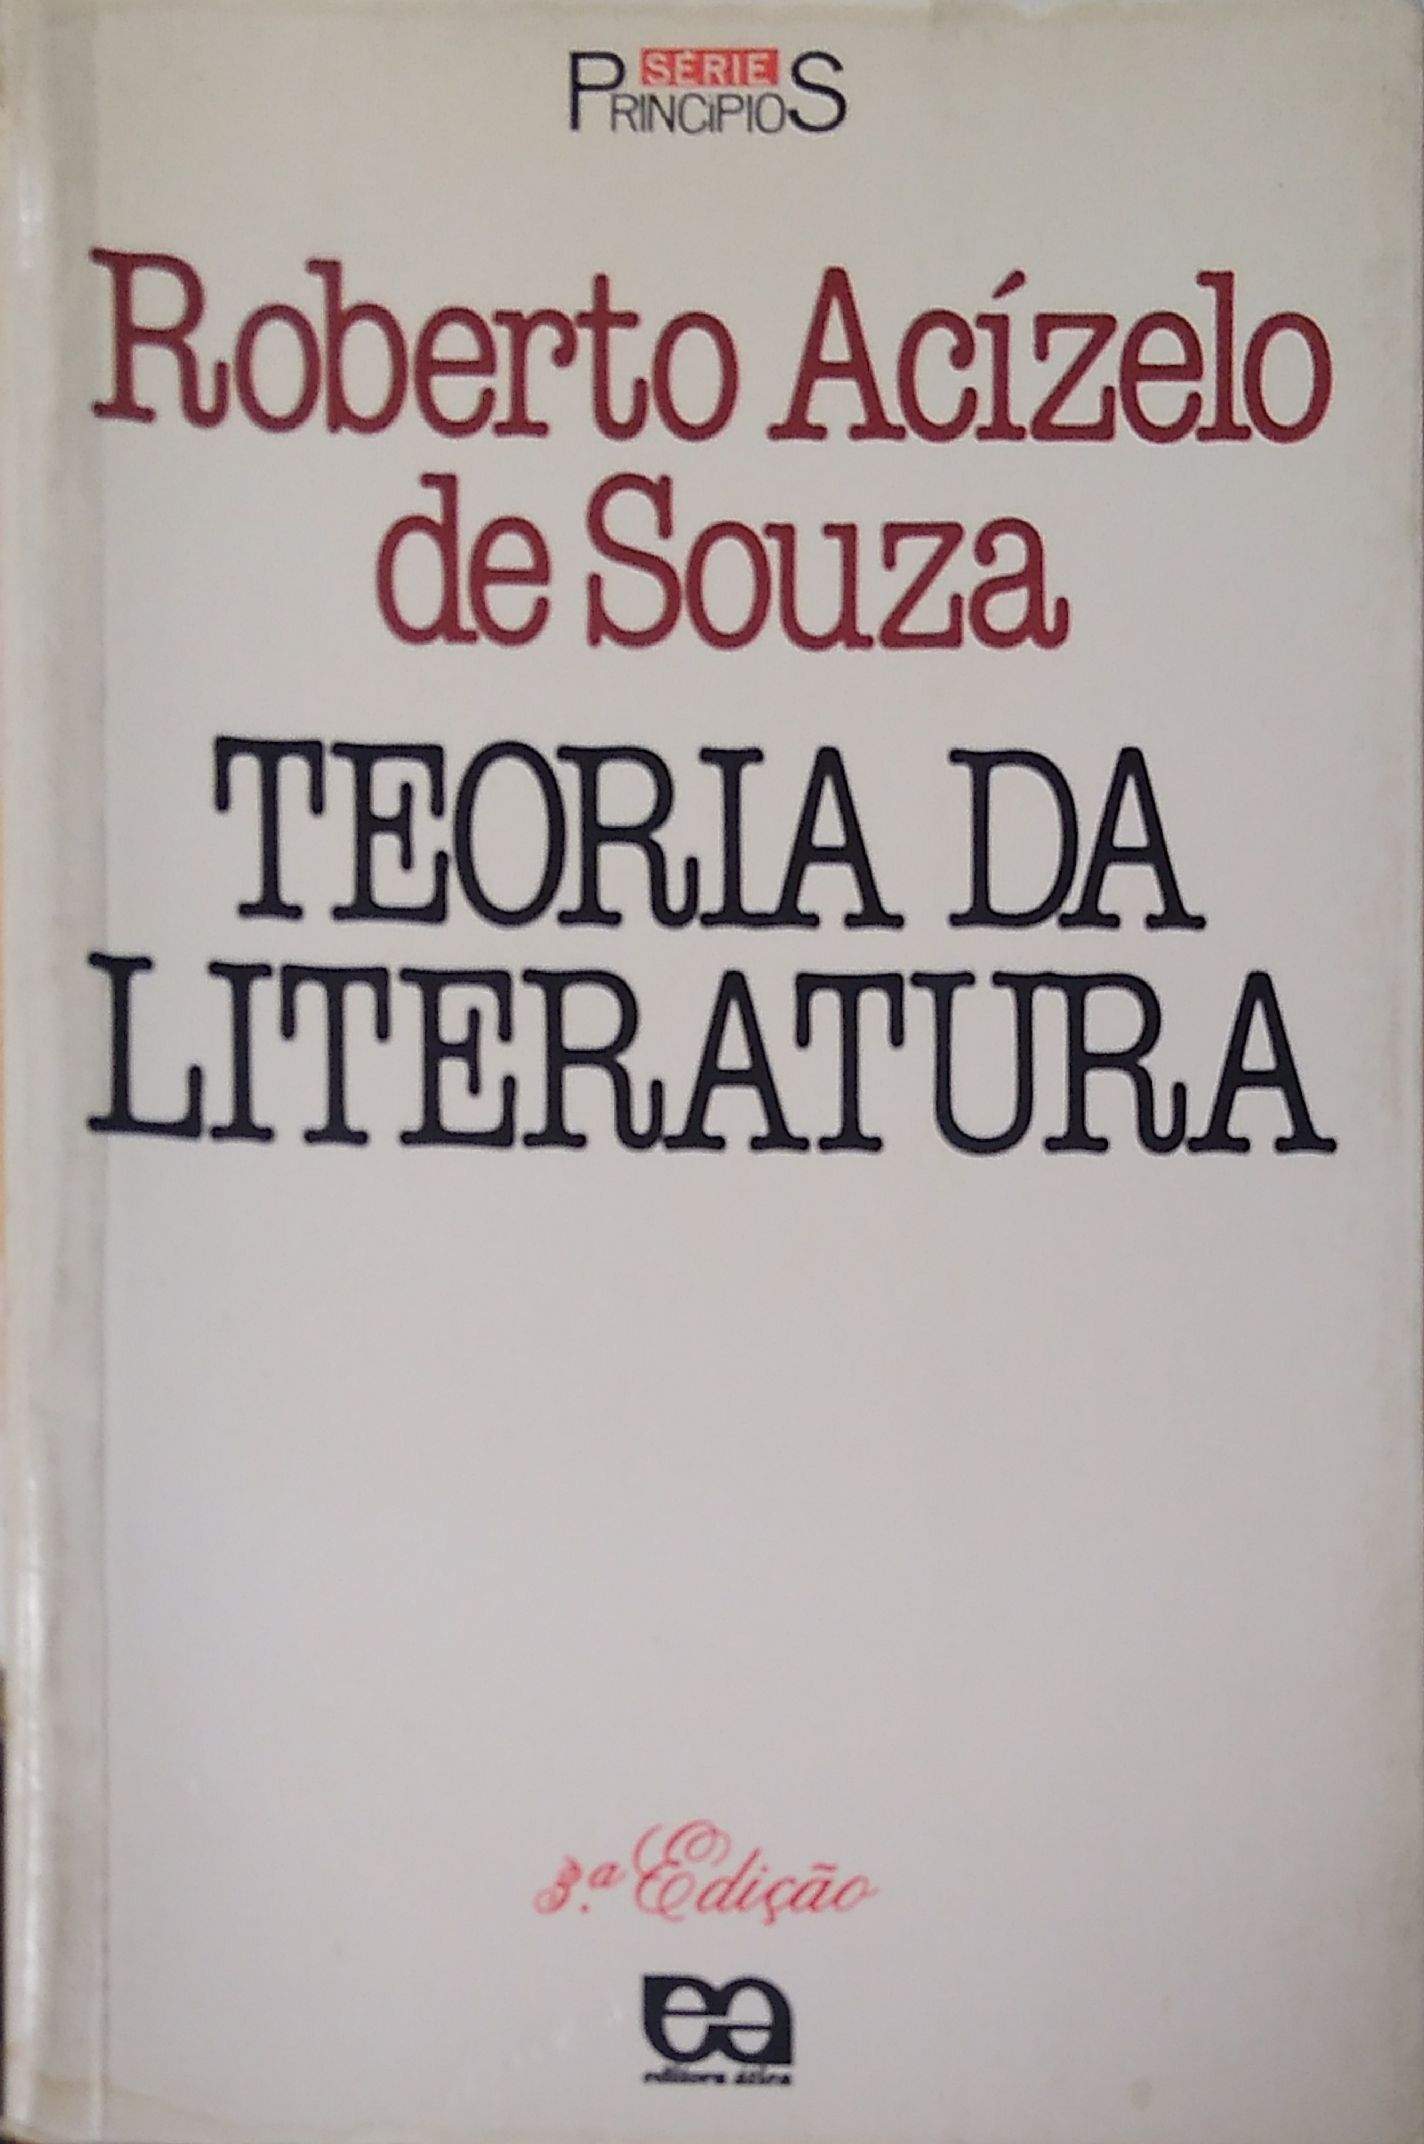 SÉRIE
PRINCÍPIOS
Roberto Acízelo
de Souza
TEORIA DA
LITERATURA
3.ª Edição
ea
editora ática